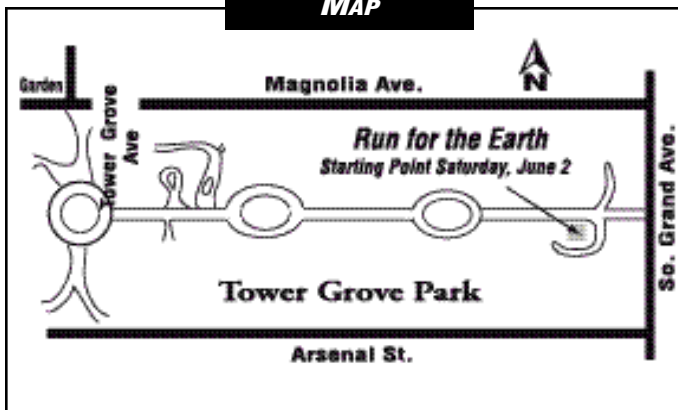 MAP
Garden
Tower Grove
Ave
Magnolia Ave.
N
Run for the Earth
Starting Point Saturday, June 2
So. Grand Ave.
Tower Grove Park
Arsenal St.